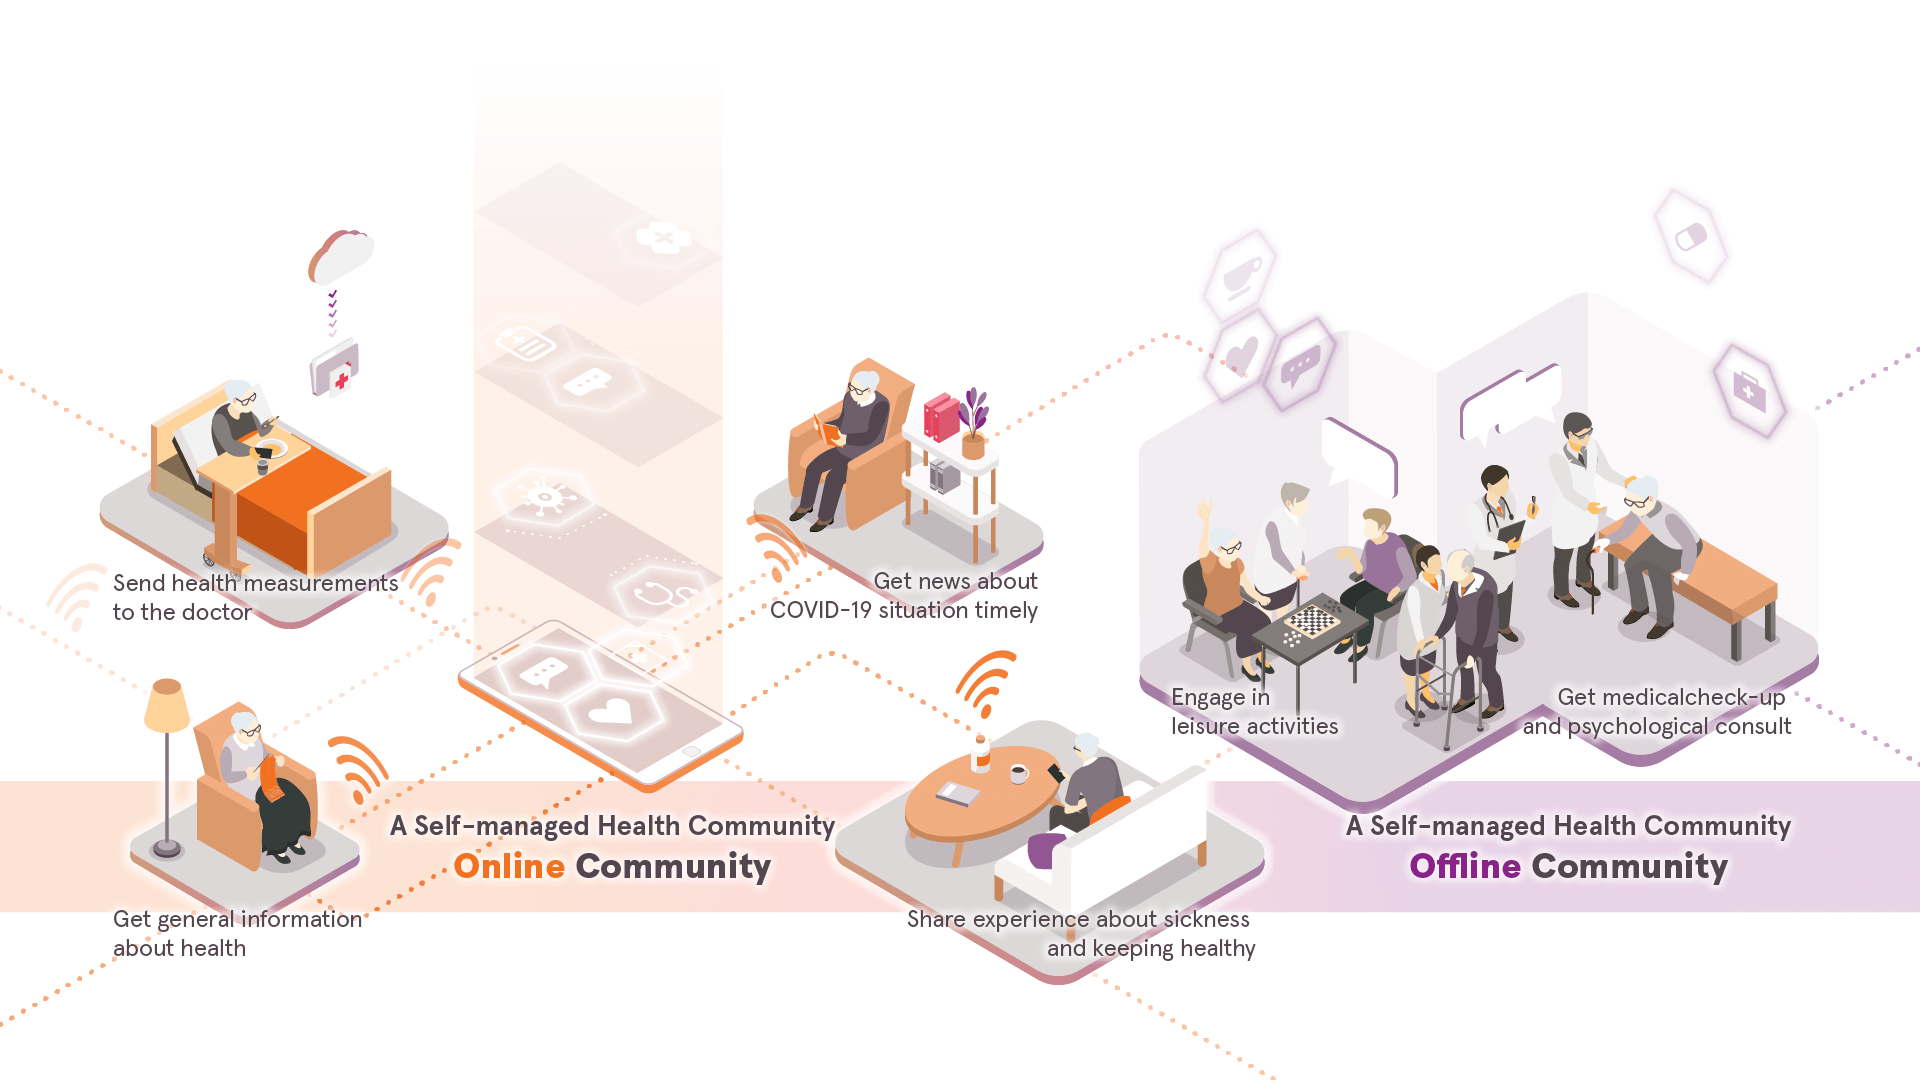 Send health measurements
to the doctor
Get news about
COVID-19 situation timely
Get general information
about health
A Self-managed Health Community
Online Community
Share experience about sickness
and keeping healthy
Engage in
leisure activities
Get medicalcheck-up
and psychological consult
A Self-managed Health Community
Offline Community